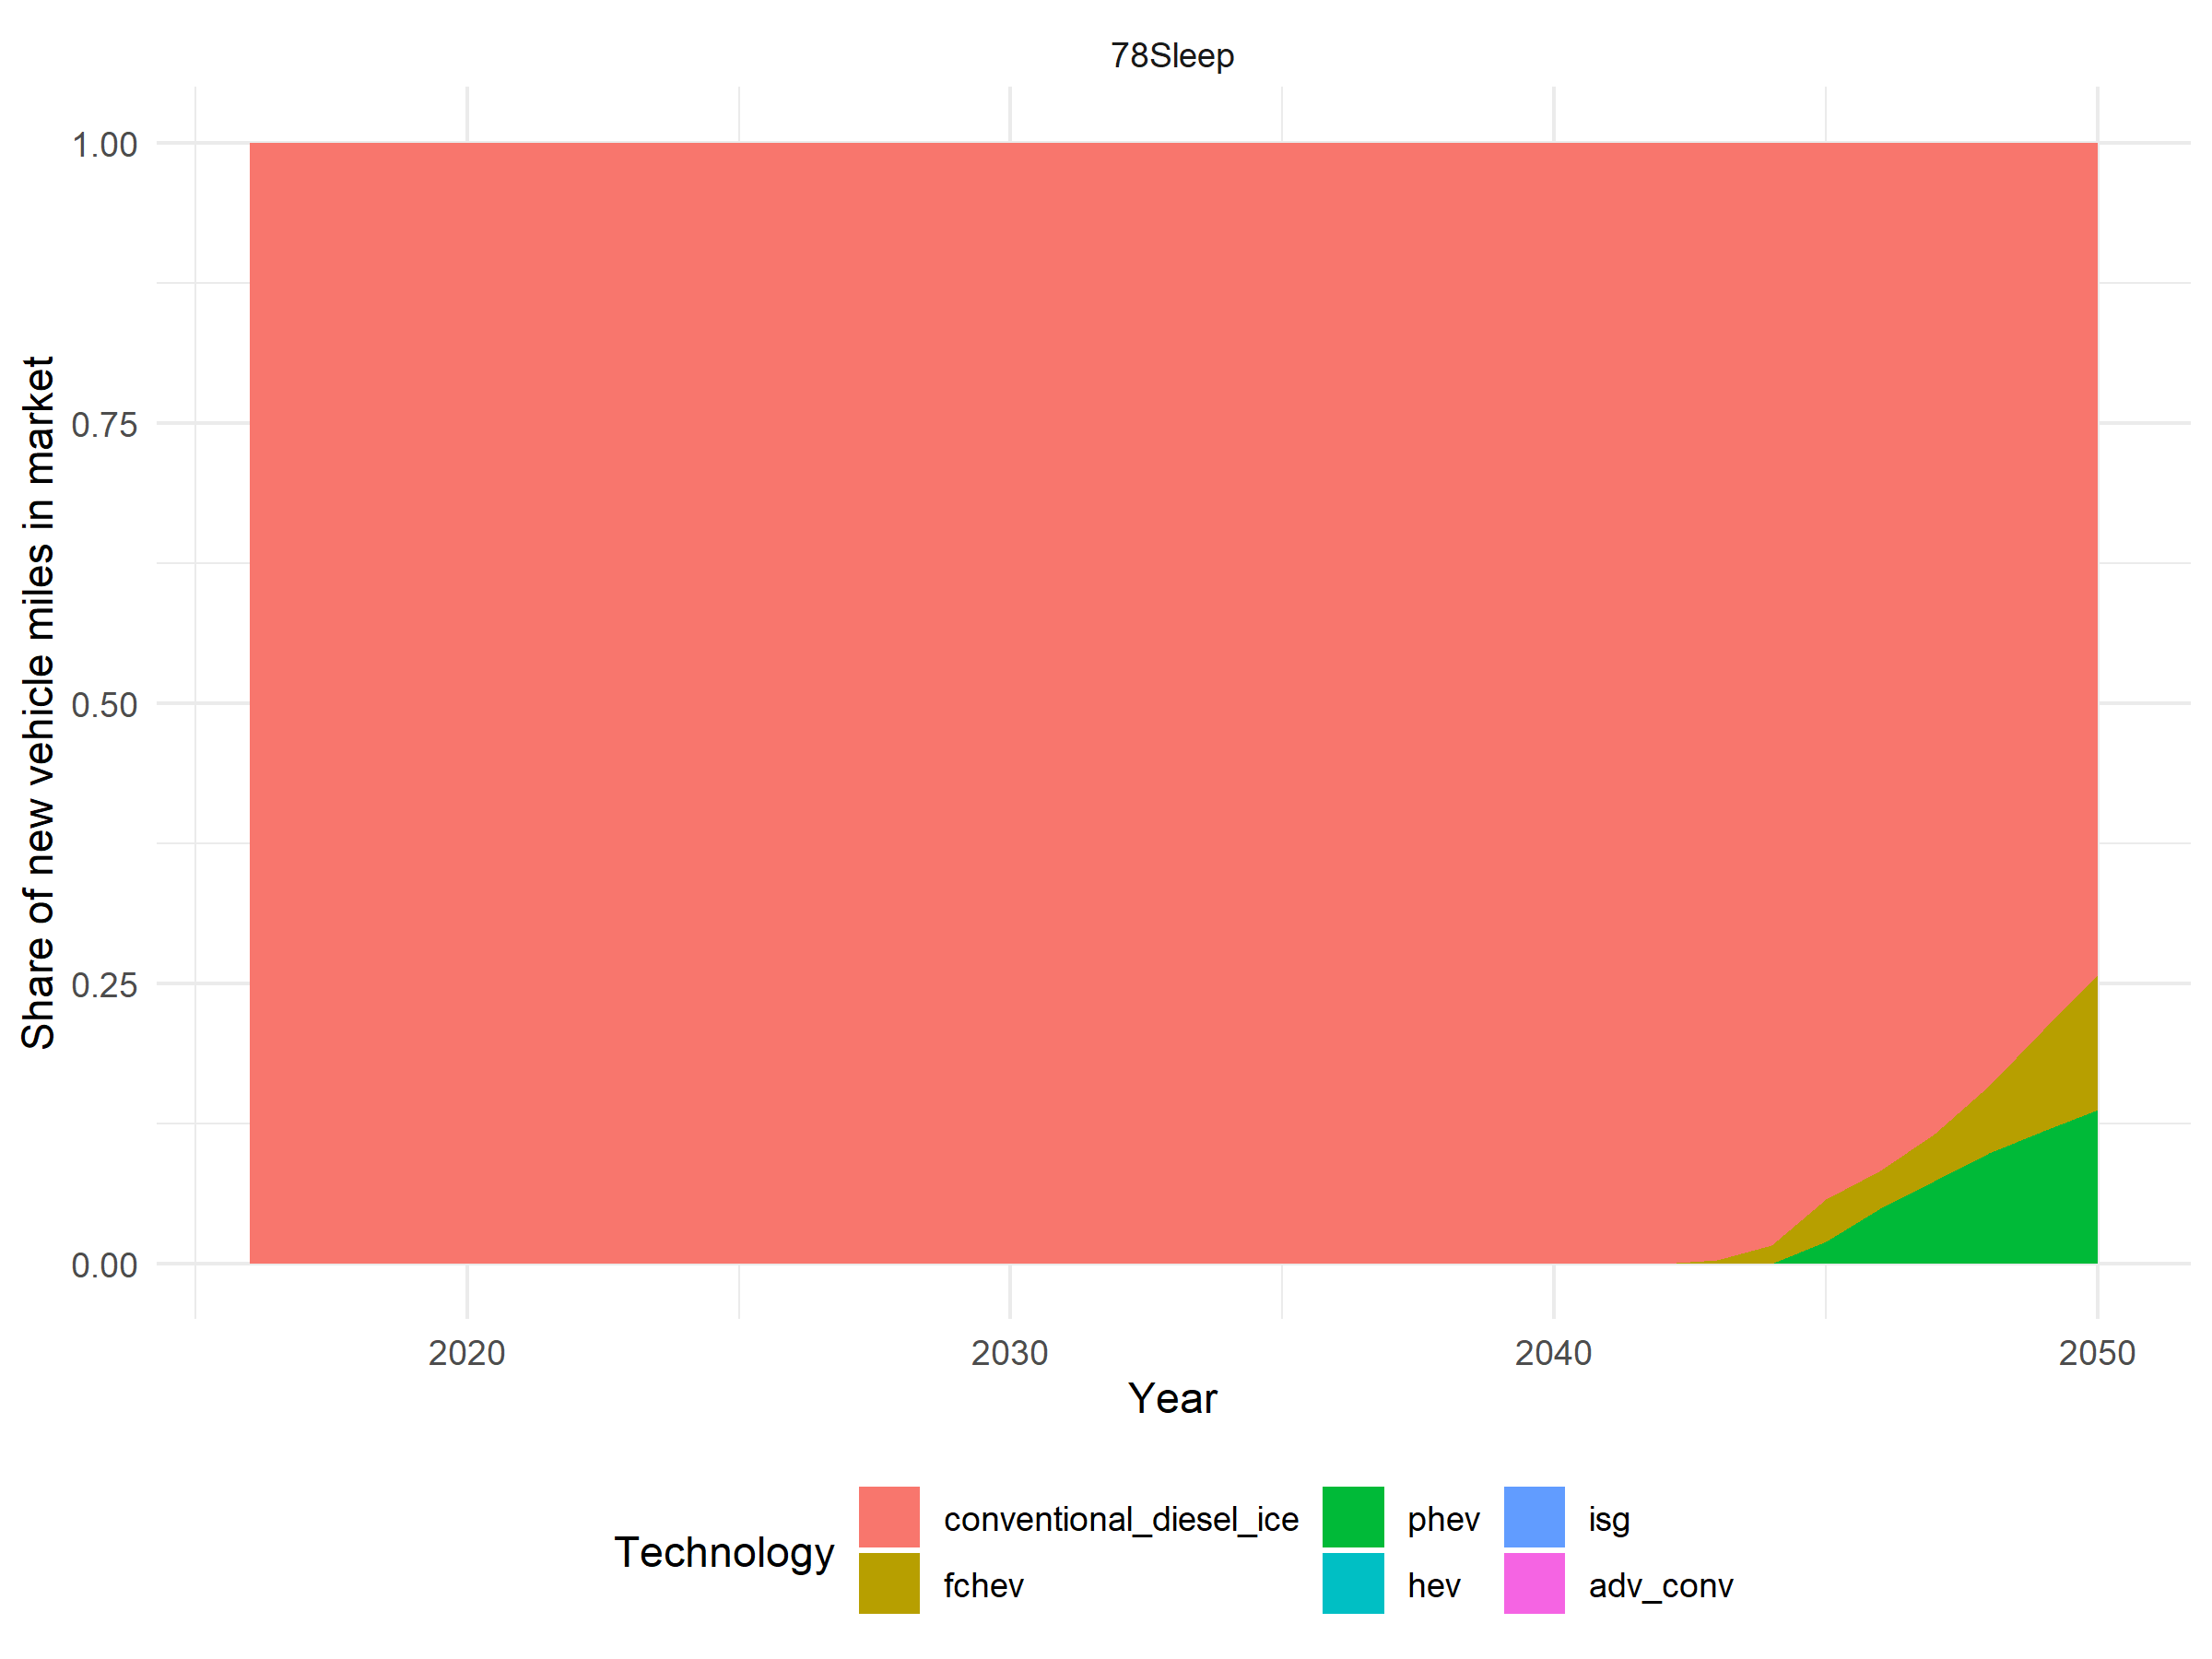 78Sleep
1.00
0.75
0.50
0.25
0.00
Share of new vehicle miles in market
2020 2030 2040 2050
Year
Technology
conventional_diesel_ice phev isg
fchev hev adv_conv